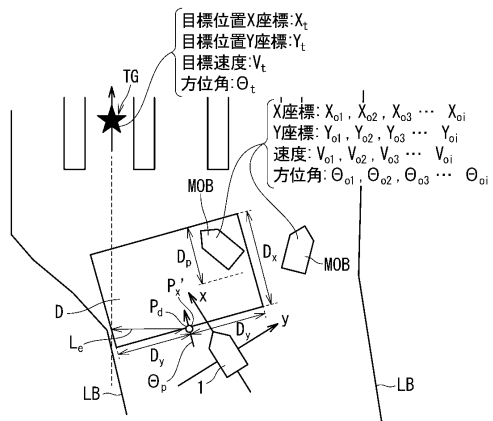 目標位置X座標:Xt
目標位置Y座標:Yt
目標速度:Vt
方位角:Θt
TG
X座標: Xo1, Xo2, Xo3 … Xoi
Y座標: Yo1, Yo2, Yo3 … Yoi
速度: Vo1, Vo2, Vo3 … Voi
方位角:Θo1, Θo2, Θo3 … Θoi
MOB
MOB
Dp
Dx
D
Px'
x
Pd
y
Le
Dy
Dy
Θp
1
LB
LB